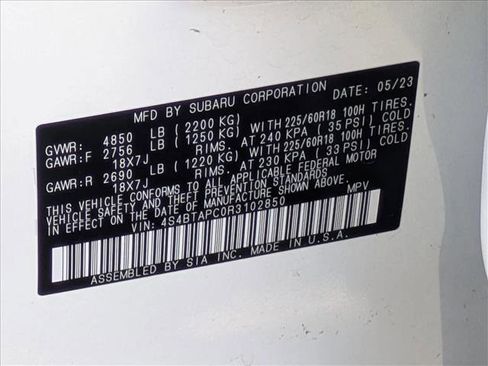 MFD BY SUBARU CORPORATION DATE: 05/23
GVWR: 4850 LB (2200 KG)
GAWR:F 2756 LB (1250 KG) WITH 225/60R18 100H TIRES,
18X7J RIMS, AT 240 KPA (35 PSI) COLD
GAWR:R 2690 LB (1220 KG) WITH 225/60R18 100H TIRES,
18X7J RIMS, AT 230 KPA (33 PSI) COLD
THIS VEHICLE CONFORMS TO ALL APPLICABLE FEDERAL MOTOR
VEHICLE SAFETY AND THEFT PREVENTION STANDARDS
IN EFFECT ON THE DATE OF MANUFACTURE SHOWN ABOVE.
VIN: 4S4BTAPC0R3102850 MPV
ASSEMBLED BY SIA INC. MADE IN U.S.A.